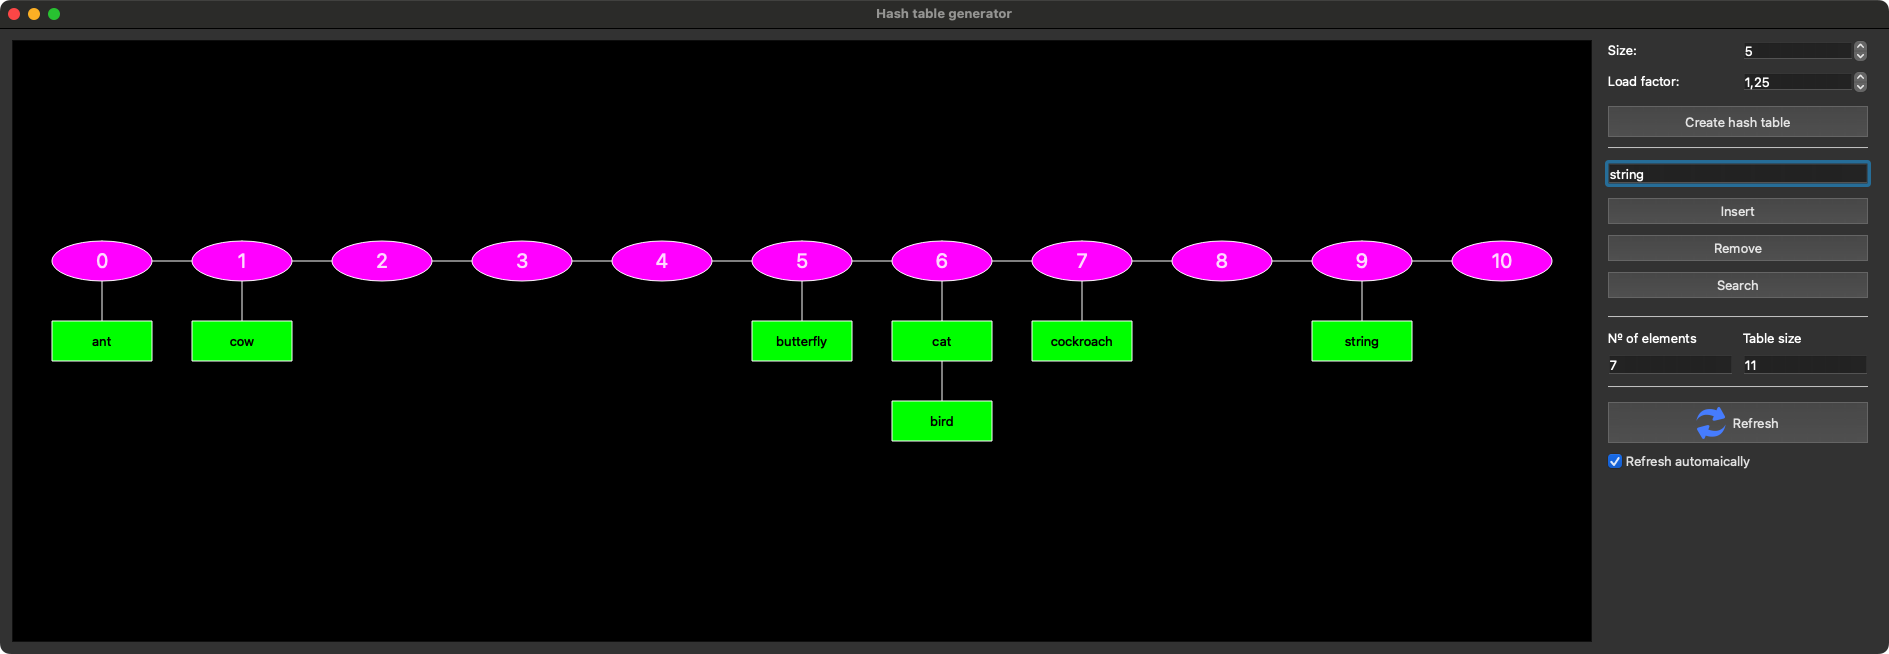 Hash table generator
Size: 5
Load factor: 1,25
Create hash table
string
Insert
Remove
Search
Nº of elements Table size
7 11
Refresh
Refresh automaically
0 1 2 3 4 5 6 7 8 9 10
ant cow butterfly cat cockroach string
bird